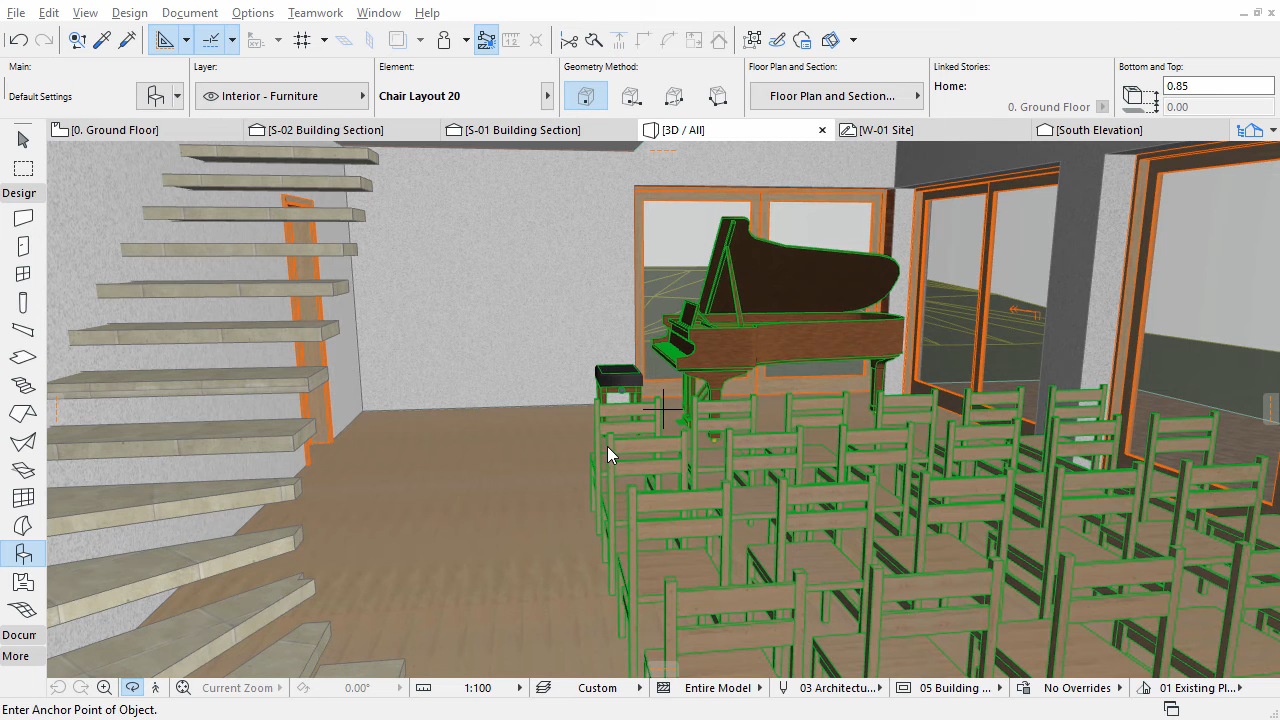 File Edit View Design Document Options Teamwork Window Help
Main: Layer: Element: Geometry Method: Floor Plan and Section: Linked Stories: Bottom and Top:
Default Settings Interior - Furniture Chair Layout 20 Floor Plan and Section... Home: 0.85
0. Ground Floor 0.00
[0. Ground Floor] [S-02 Building Section] [S-01 Building Section] [3D / All] [W-01 Site] [South Elevation]
Design
Docum
More
Current Zoom 0.00° 1:100 Custom Entire Model 03 Architectu... 05 Building ... No Overrides 01 Existing Pl...
Enter Anchor Point of Object.